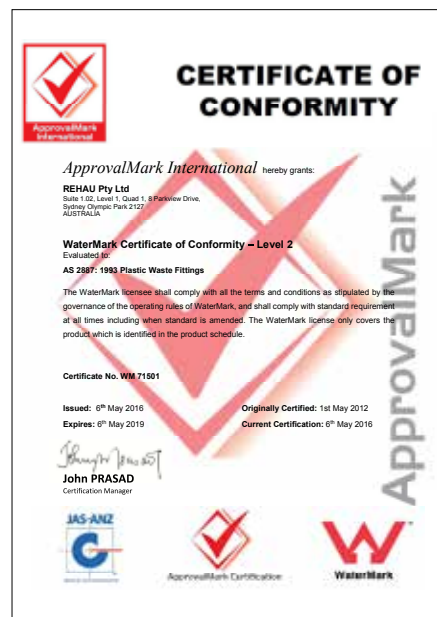 ApprovalMark
International
CERTIFICATE OF
CONFORMITY
ApprovalMark International hereby grants:
REHAU Pty Ltd
Suite 1.02, Level 1, Quad 1, 8 Parkview Drive,
Sydney Olympic Park 2127
AUSTRALIA
WaterMark Certificate of Conformity – Level 2
Evaluated to:
AS 2887: 1993 Plastic Waste Fittings
The WaterMark licensee shall comply with all the terms and conditions as stipulated by the
governance of the operating rules of WaterMark, and shall comply with standard requirement
at all times including when standard is amended. The WaterMark license only covers the
product which is identified in the product schedule.
Certificate No. WM 71501
Issued: 6th May 2016 Originally Certified: 1st May 2012
Expires: 6th May 2019 Current Certification: 6th May 2016
John PRASAD
Certification Manager
ApprovalMark
JAS-ANZ
ApprovalMark Certification
WaterMark